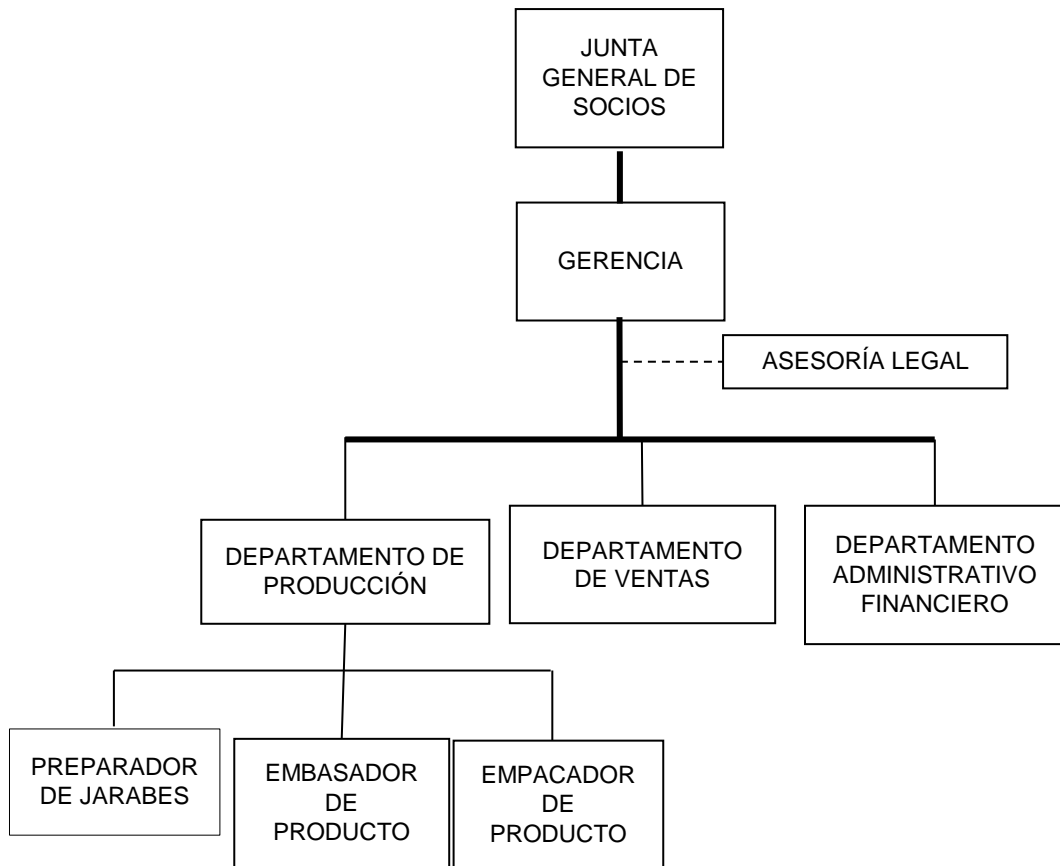 JUNTA
GENERAL DE
SOCIOS
GERENCIA
ASESORÍA LEGAL
DEPARTAMENTO DE
PRODUCCIÓN
DEPARTAMENTO
DE VENTAS
DEPARTAMENTO
ADMINISTRATIVO
FINANCIERO
PREPARADOR
DE JARABES
EMBASADOR
DE
PRODUCTO
EMPACADOR
DE
PRODUCTO